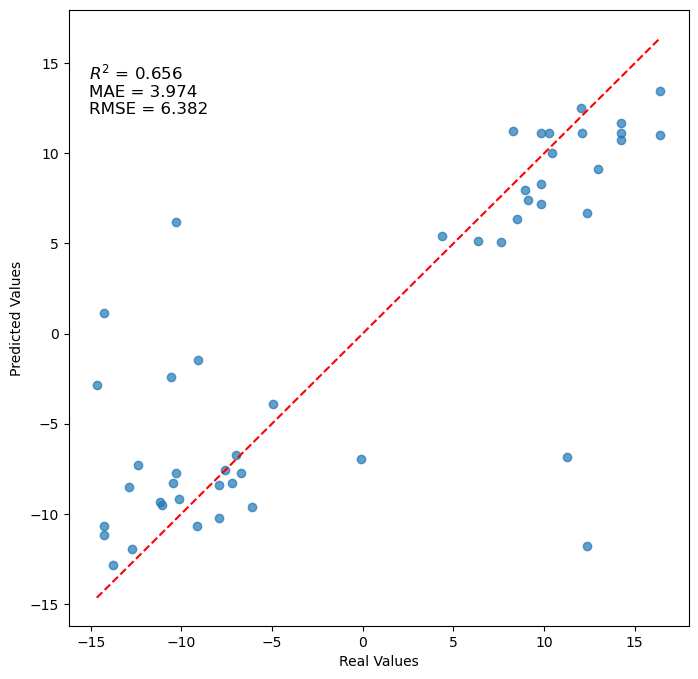 R² = 0.656
MAE = 3.974
RMSE = 6.382
15
10
5
0
−5
−10
−15
Predicted Values
−15 −10 −5 0 5 10 15
Real Values